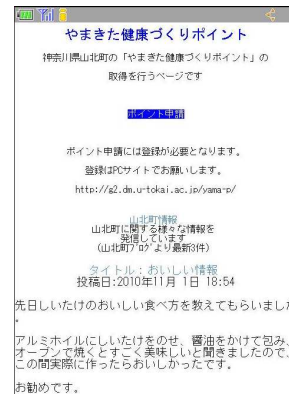 やまきた健康づくりポイント
神奈川県山北町の「やまきた健康づくりポイント」の
取得を行うページです
ポイント申請
ポイント申請には登録が必要となります。
登録はPCサイトでお願いします。
http://g2.dm.u-tokai.ac.jp/yama-p/
山北町情報
山北町に関する様々な情報を
発信しています
(山北町ブログより最新3件)
タイトル：おいしい情報
投稿日:2010年11月 1日 18:54
先日しいたけのおいしい食べ方を教えてもらいました
。
アルミホイルにしいたけをのせ、醤油をかけて包み、
オーブンで焼くとすごく美味しいと聞きましたので、
この間実際に作ったらおいしかったです。
お勧めです。